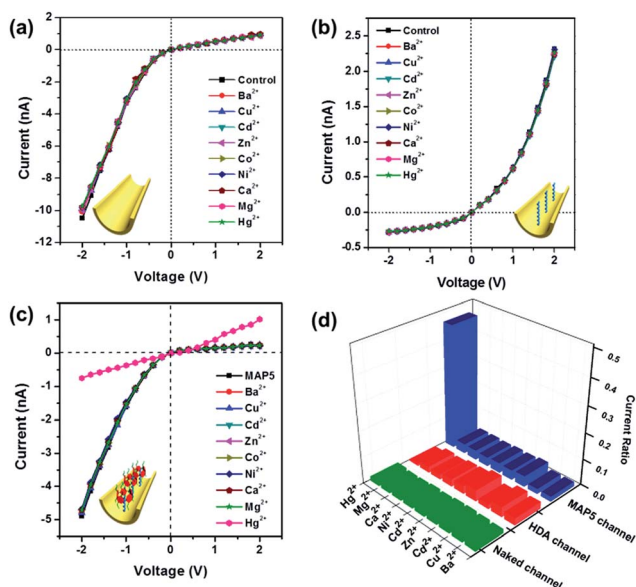 (a)
2
0
-2
-4
-6
-8
-10
-12
Current (nA)
-2 -1 0 1 2
Voltage (V)
Control
Ba²⁺
Cu²⁺
Cd²⁺
Zn²⁺
Co²⁺
Ni²⁺
Ca²⁺
Mg²⁺
Hg²⁺
(b)
2.5
2.0
1.5
1.0
0.5
0.0
-0.5
Current (nA)
-2 -1 0 1 2
Voltage (V)
Control
Ba²⁺
Cu²⁺
Cd²⁺
Zn²⁺
Co²⁺
Ni²⁺
Ca²⁺
Mg²⁺
Hg²⁺
(c)
1
0
-1
-2
-3
-4
-5
Current (nA)
-2 -1 0 1 2
Voltage (V)
MAP5
Ba²⁺
Cu²⁺
Cd²⁺
Zn²⁺
Co²⁺
Ni²⁺
Ca²⁺
Mg²⁺
Hg²⁺
(d)
0.5
0.4
0.3
0.2
0.1
0.0
Current Ratio
MAP5 channel
HDA channel
Naked channel
Hg²⁺
Mg²⁺
Ca²⁺
Ni²⁺
Cd²⁺
Zn²⁺
Cd²⁺
Cu²⁺
Ba²⁺